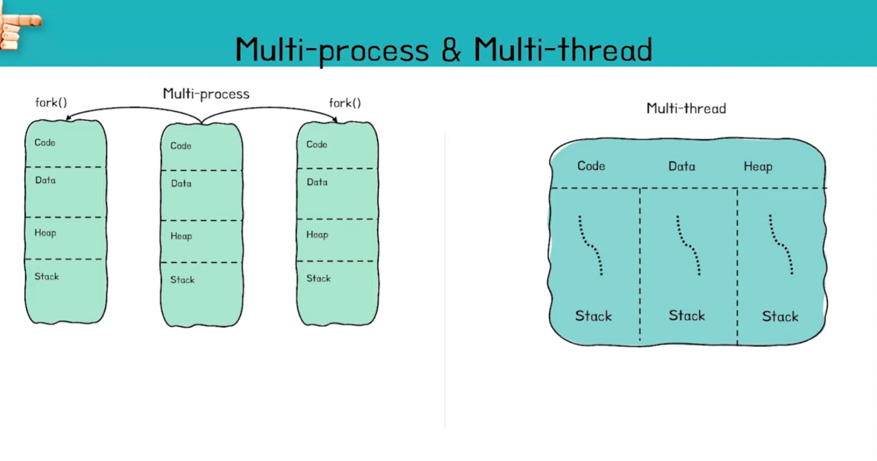 Multi-process & Multi-thread
Multi-process
fork()
fork()
Code
Data
Heap
Stack
Code
Data
Heap
Stack
Code
Data
Heap
Stack
Multi-thread
Code Data Heap
Stack Stack Stack